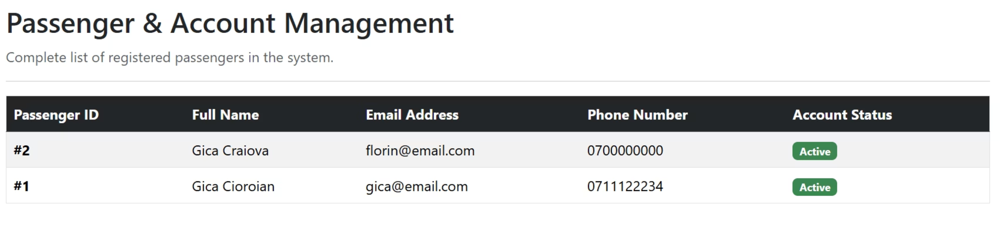 Passenger & Account Management
Complete list of registered passengers in the system.
Passenger ID Full Name Email Address Phone Number Account Status
#2 Gica Craiova florin@email.com 0700000000 Active
#1 Gica Cioroian gica@email.com 0711122234 Active